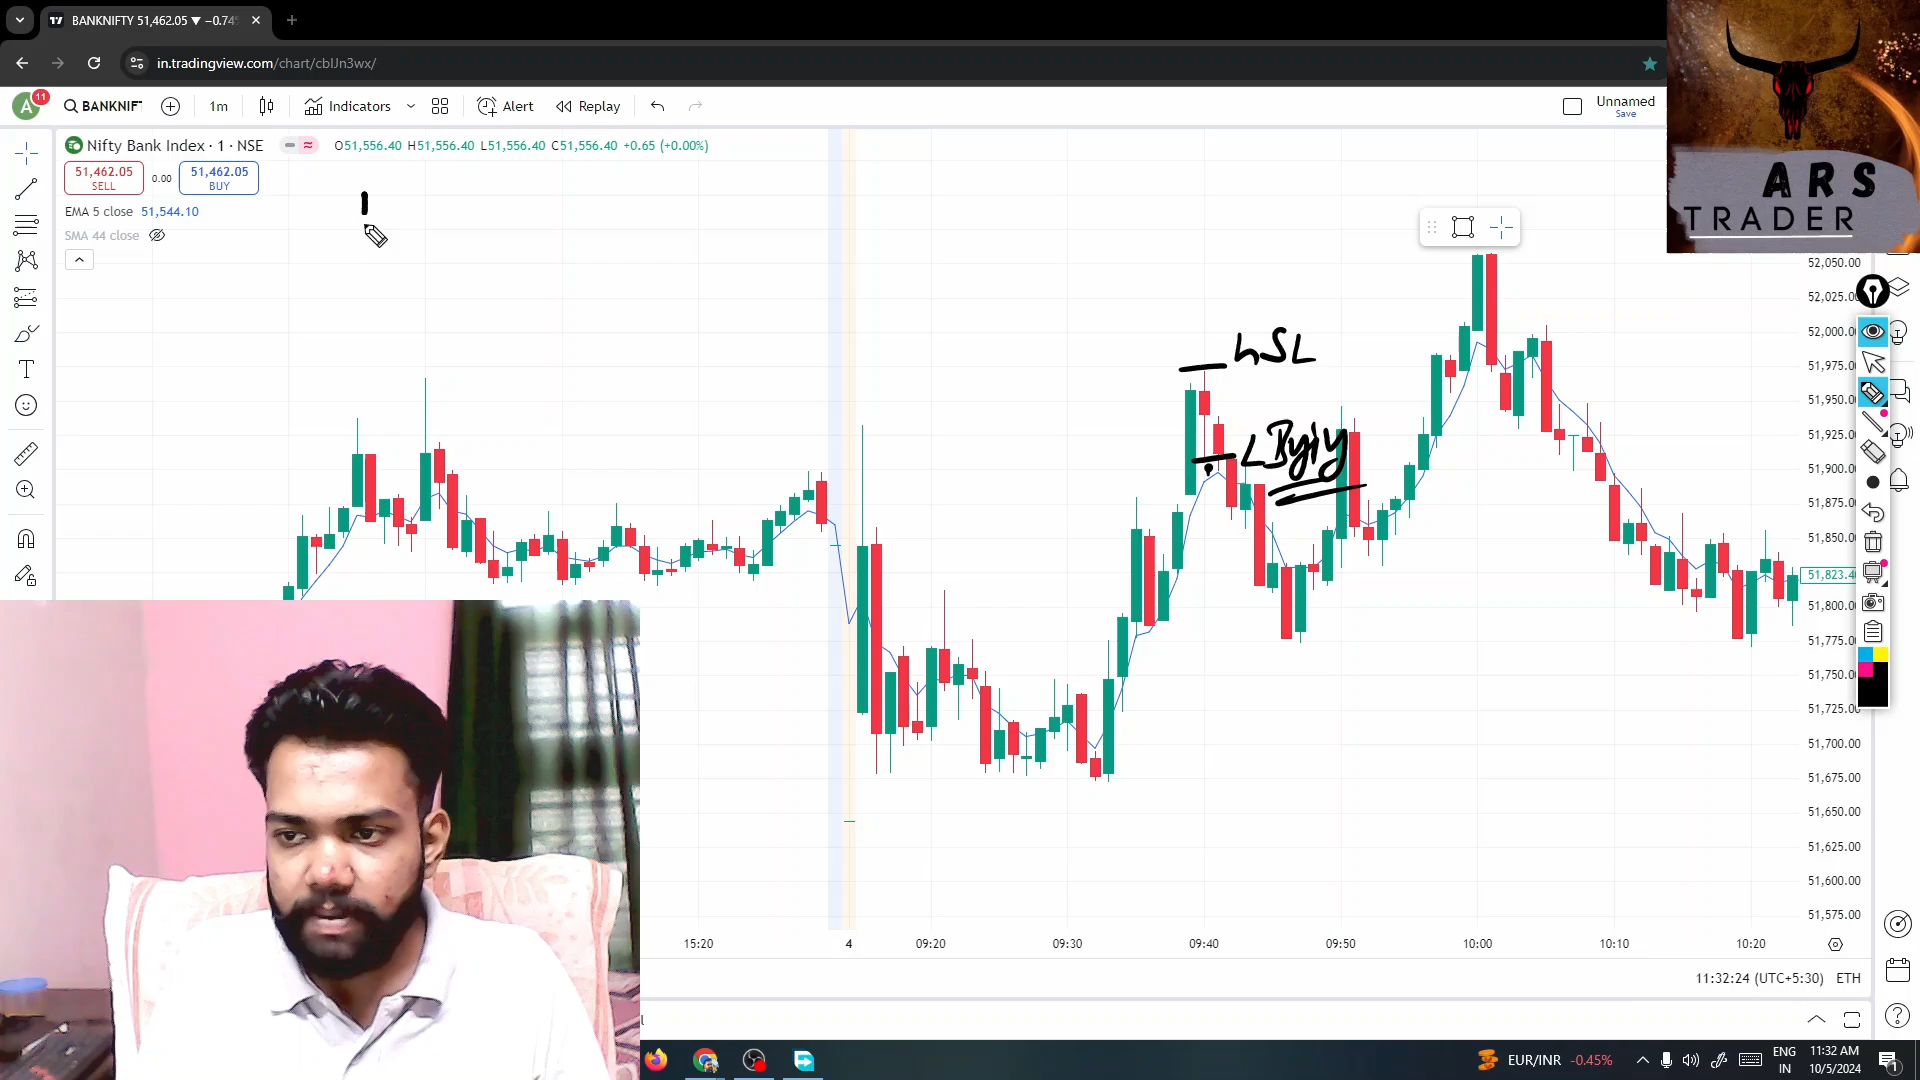 BANKNIFTY 51,462.05 ▼ −0.74%
in.tradingview.com/chart/cblJn3wx/
A 11 BANKNIFT 1m Indicators Alert Replay Unnamed
Save
Nifty Bank Index · 1 · NSE O51,556.40 H51,556.40 L51,556.40 C51,556.40 +0.65 (+0.00%)
51,462.05 0.00 51,462.05
SELL BUY
EMA 5 close 51,544.10
SMA 44 close
ARS
TRADER
52,050.00
52,025.00
52,000.00
51,975.00
51,950.00
51,925.00
51,900.00
51,875.00
51,850.00
51,823.4
51,800.00
51,775.00
51,750.00
51,725.00
51,700.00
51,675.00
51,650.00
51,625.00
51,600.00
51,575.00
15:20 4 09:20 09:30 09:40 09:50 10:00 10:10 10:20
11:32:24 (UTC+5:30) ETH
EUR/INR -0.45%
ENG
IN
11:32 AM
10/5/2024
1